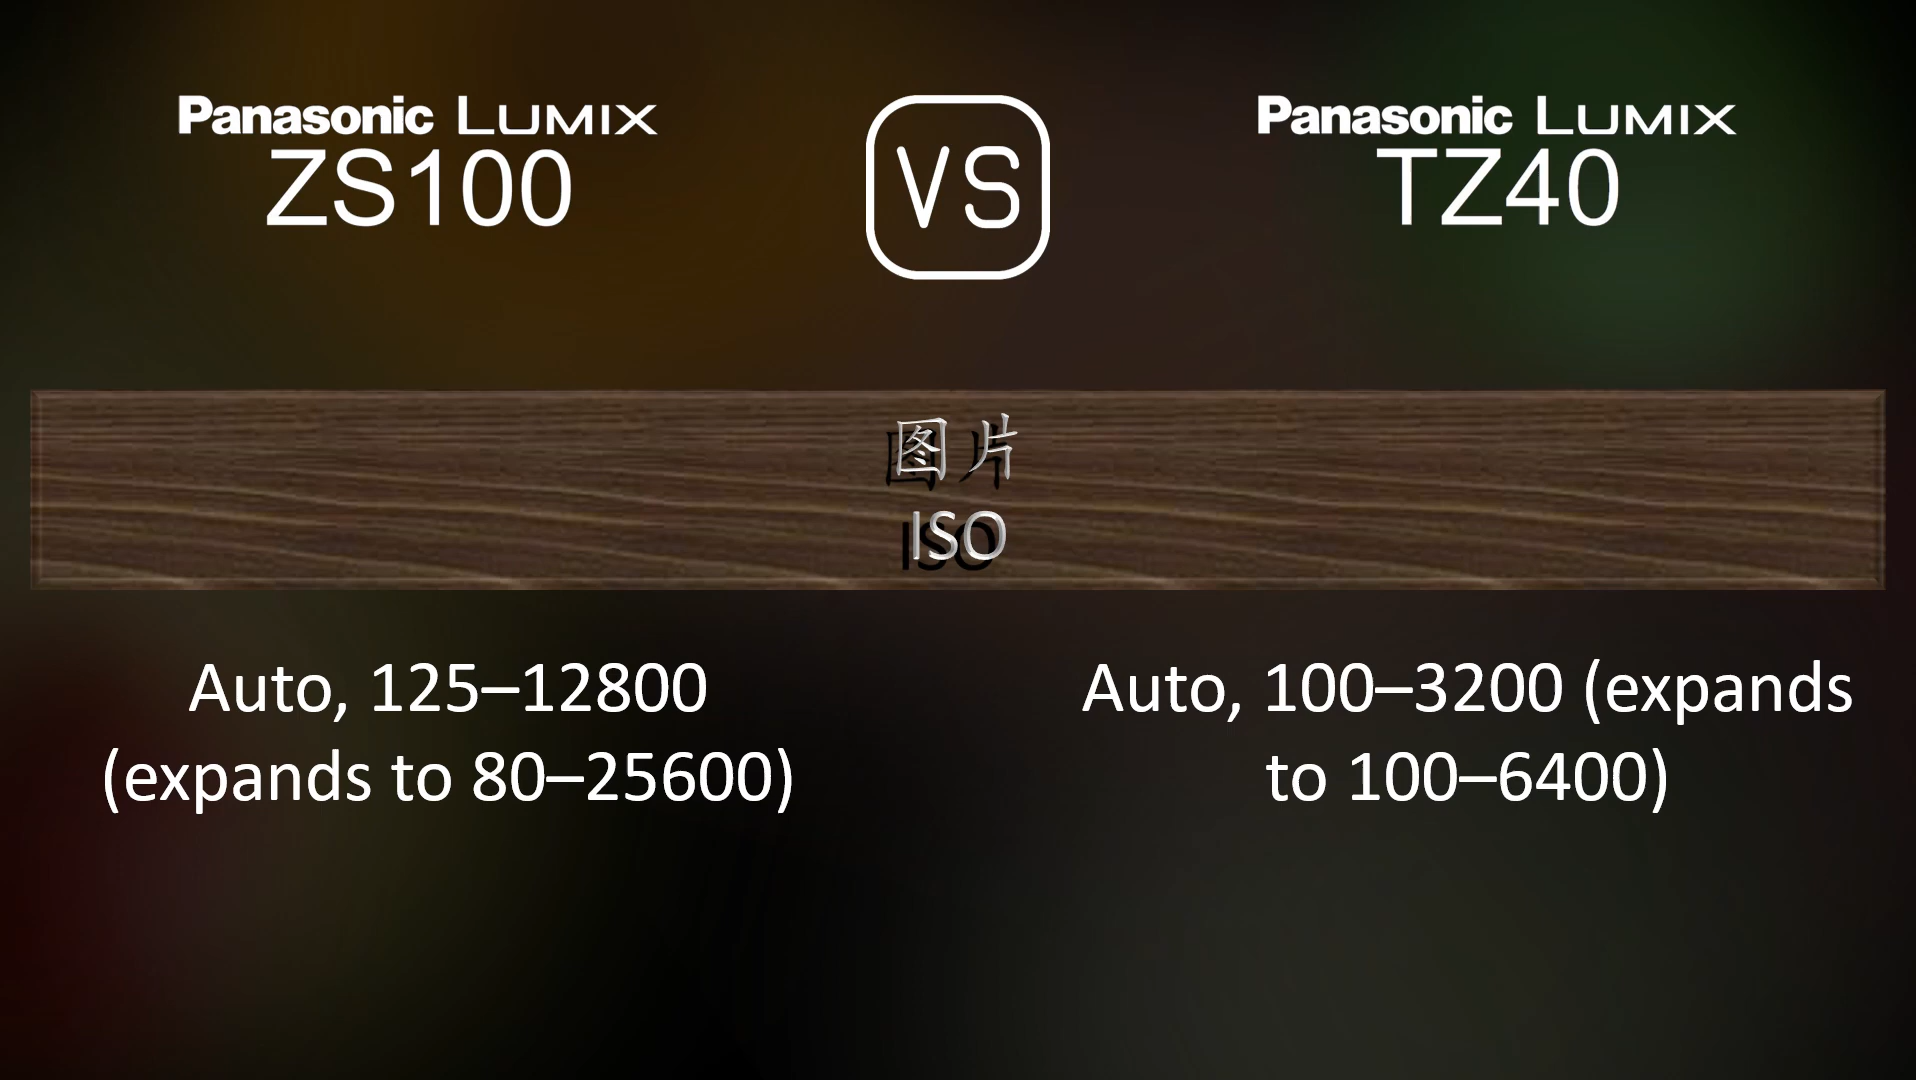 Panasonic LUMIX
ZS100
VS
Panasonic LUMIX
TZ40
图片
ISO
Auto, 125–12800
(expands to 80–25600)
Auto, 100–3200 (expands
to 100–6400)